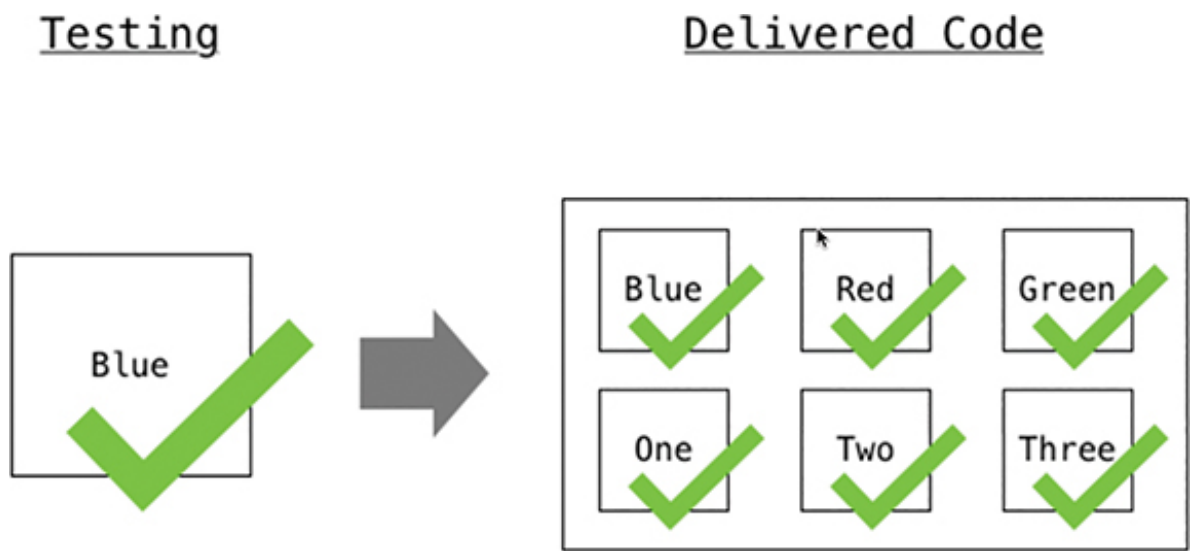 Testing
Delivered Code
Blue
Blue
Red
Green
One
Two
Three